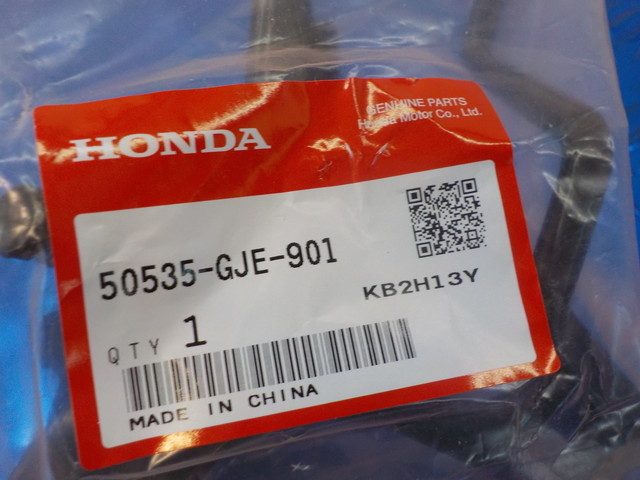 HONDA
GENUINE PARTS
Honda Motor Co., Ltd.
50535-GJE-901
KB2H13Y
QTY 1
MADE IN CHINA